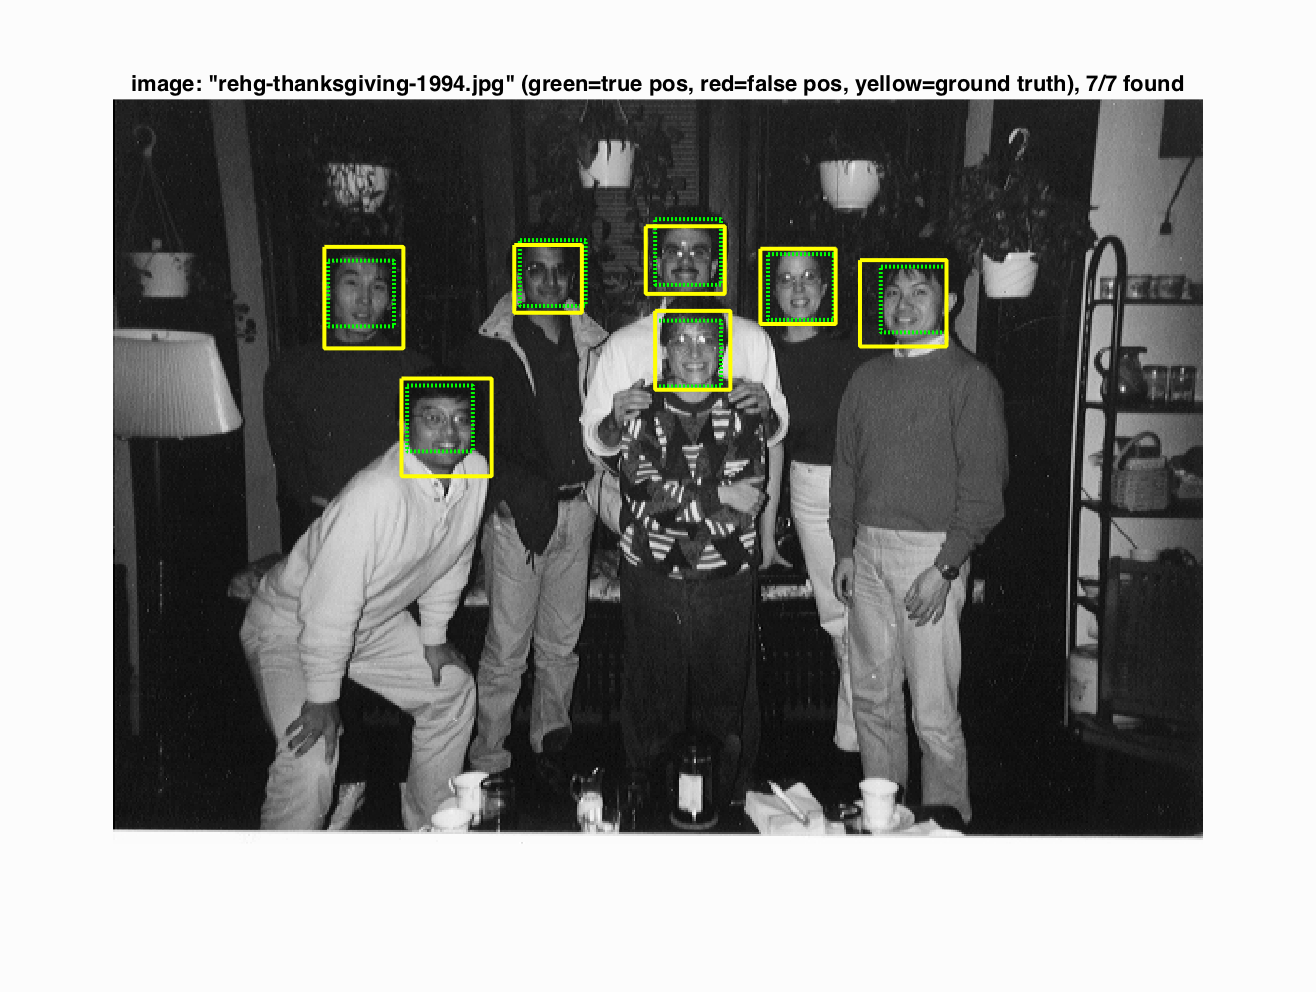 image: "rehg-thanksgiving-1994.jpg" (green=true pos, red=false pos, yellow=ground truth), 7/7 found